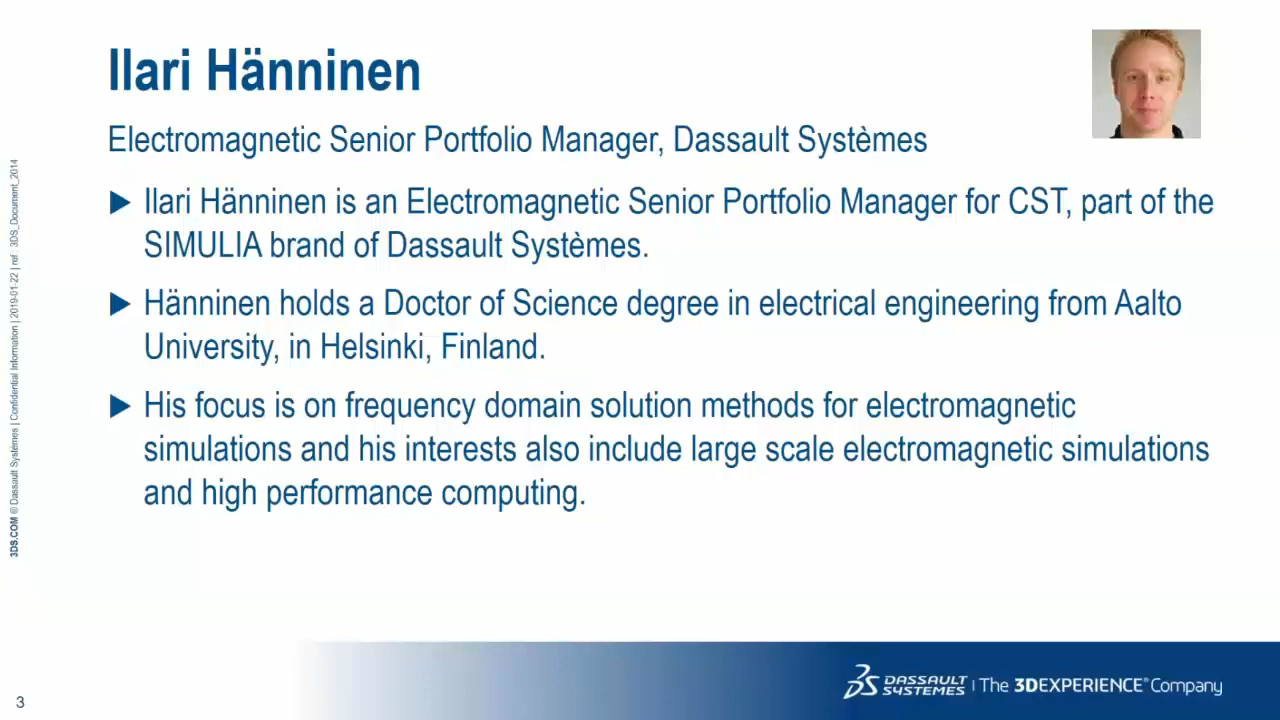 Ilari Hänninen
Electromagnetic Senior Portfolio Manager, Dassault Systèmes
Ilari Hänninen is an Electromagnetic Senior Portfolio Manager for CST, part of the
SIMULIA brand of Dassault Systèmes.
Hänninen holds a Doctor of Science degree in electrical engineering from Aalto
University, in Helsinki, Finland.
His focus is on frequency domain solution methods for electromagnetic
simulations and his interests also include large scale electromagnetic simulations
and high performance computing.
3DS.COM © Dassault Systèmes | Confidential Information | 2019-01-22 | ref. 3DS_Document_2014
3
DASSAULT
SYSTEMES | The 3DEXPERIENCE® Company